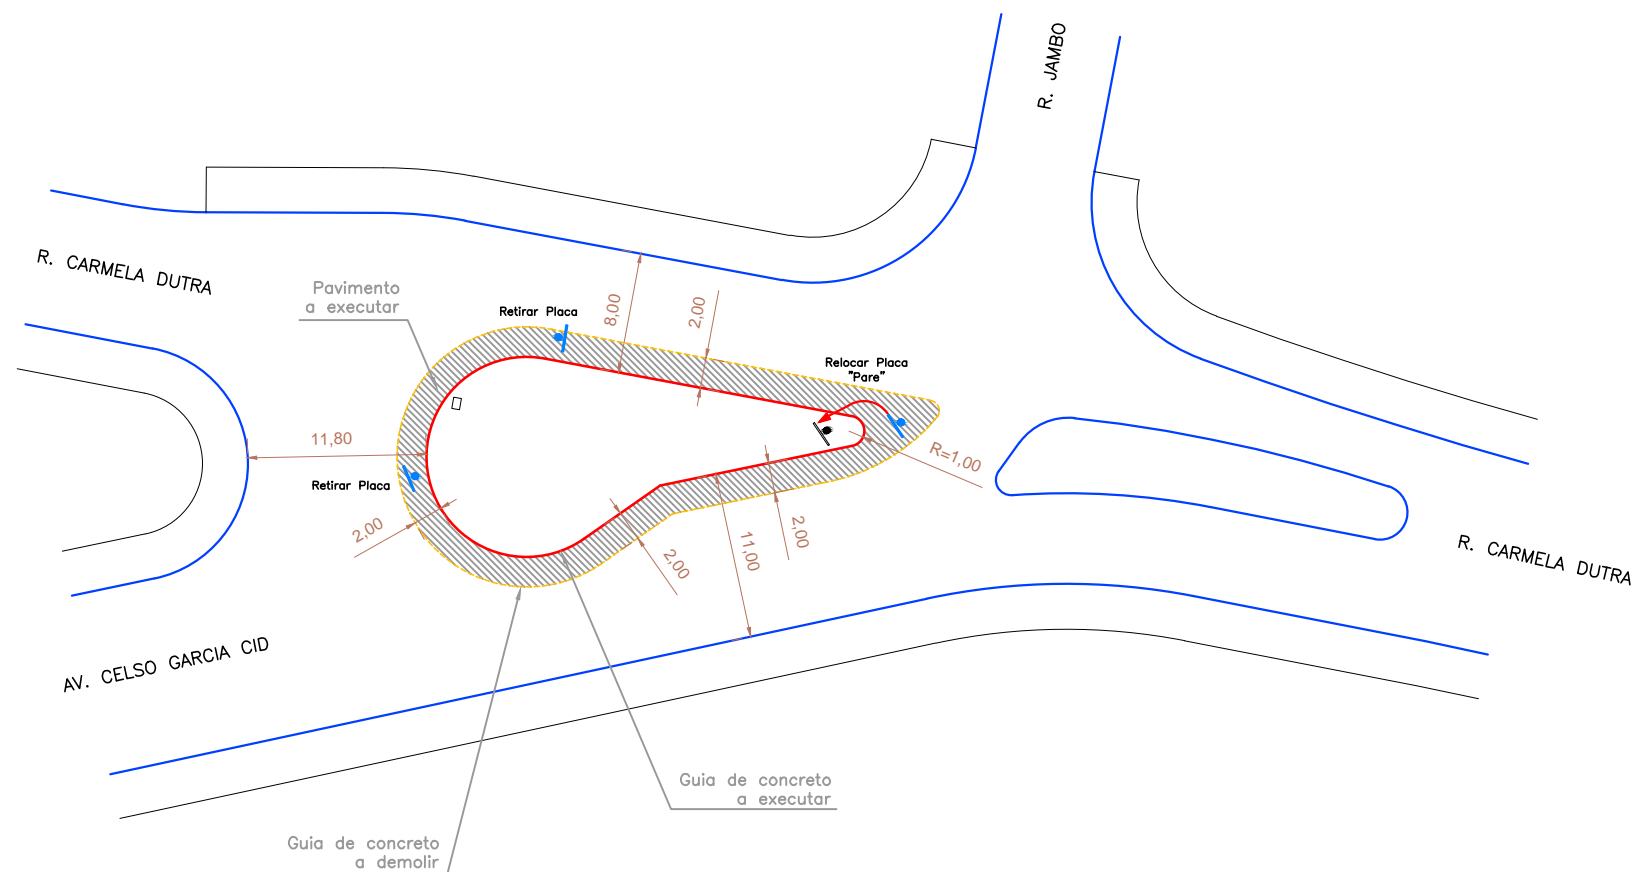 R. JAMBO
R. CARMELA DUTRA
Pavimento
a executar
Retirar Placa
8,00
2,00
Relocar Placa
"Pare"
11,80
R=1,00
Retirar Placa
2,00
2,00
11,00
2,00
R. CARMELA DUTRA
AV. CELSO GARCIA CID
Guia de concreto
a executar
Guia de concreto
a demolir